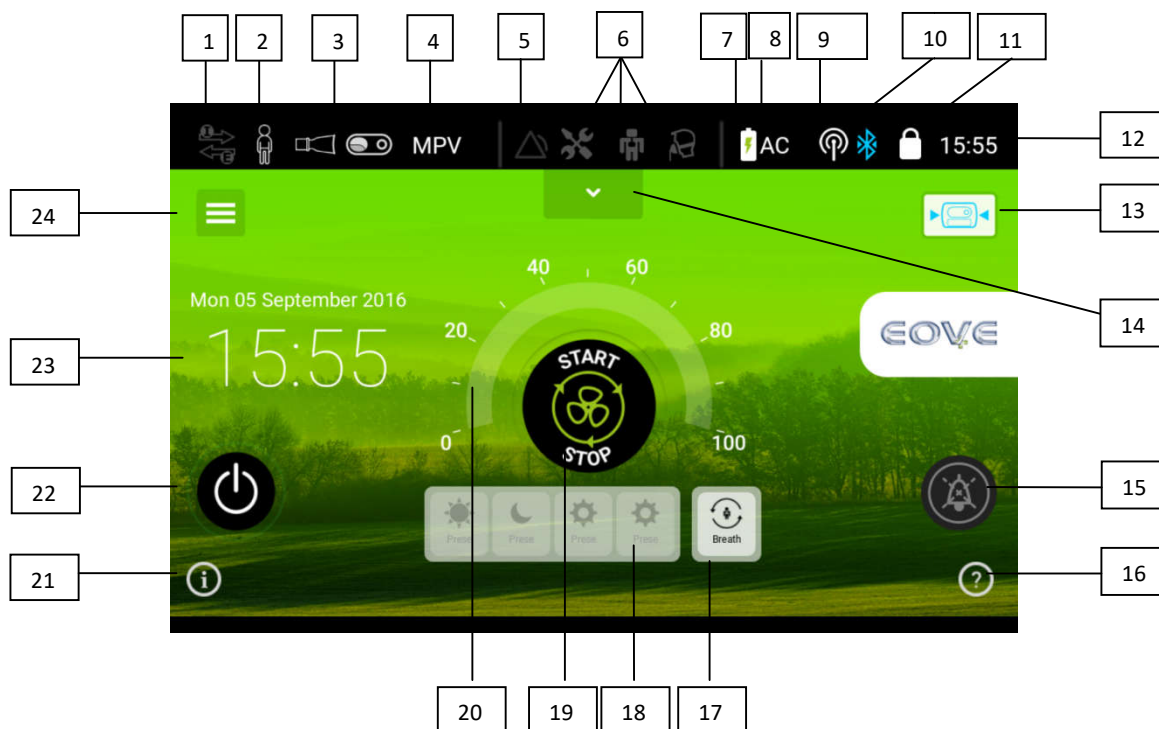 1 2 3 4 5 6 7 8 9 10 11
I E MPV AC 15:55 12
24 13
40 60
Mon 05 September 2016
20 80 EOVE 14
15:55 START
23
0 STOP 100
22 15
Prese Prese Prese Prese Breath
21 i ? 16
20 19 18 17